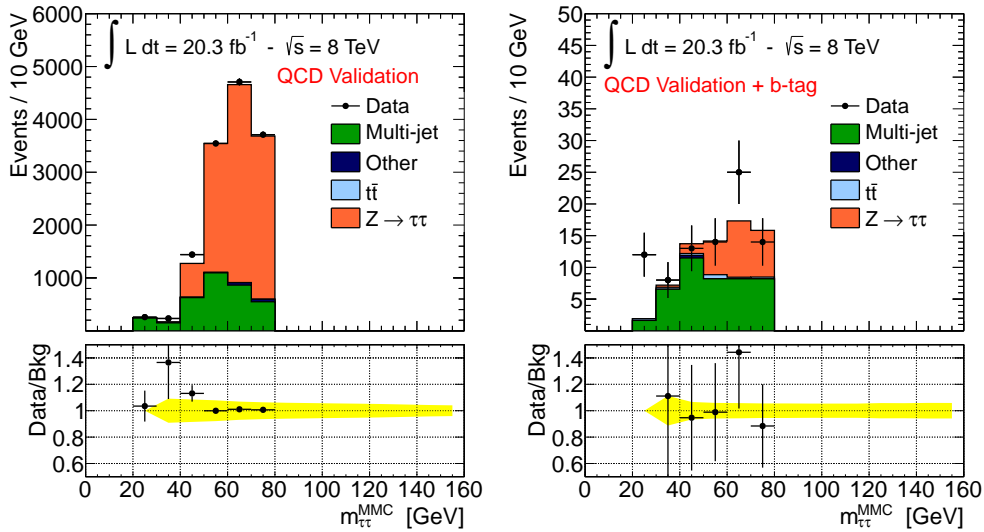 ∫ L dt = 20.3 fb⁻¹ - √s = 8 TeV
QCD Validation
Data
Multi-jet
Other
tt̄
Z → ττ
Events / 10 GeV
6000
5000
4000
3000
2000
1000
Data/Bkg
1.4
1.2
1
0.8
0.6
0 20 40 60 80 100 120 140 160
m_ττ^MMC [GeV]
∫ L dt = 20.3 fb⁻¹ - √s = 8 TeV
QCD Validation + b-tag
Data
Multi-jet
Other
tt̄
Z → ττ
Events / 10 GeV
50
45
40
35
30
25
20
15
10
5
Data/Bkg
1.4
1.2
1
0.8
0.6
0 20 40 60 80 100 120 140 160
m_ττ^MMC [GeV]